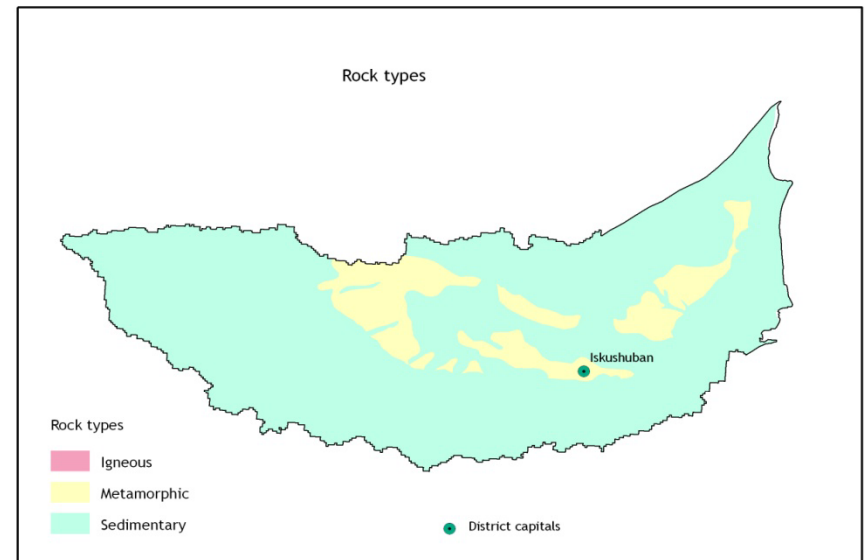 Rock types
Iskushuban
Rock types
Igneous
Metamorphic
Sedimentary
District capitals